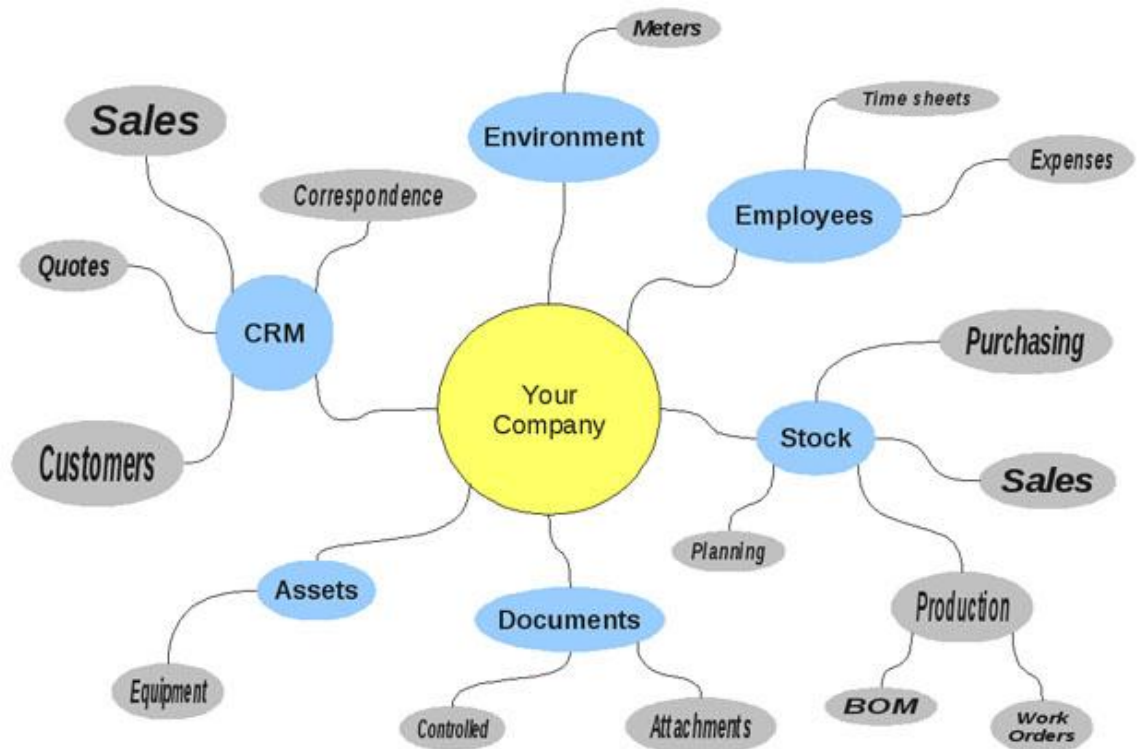 Meters
Sales
Time sheets
Environment
Expenses
Correspondence
Employees
Quotes
CRM
Purchasing
Your
Company
Stock
Customers
Sales
Planning
Assets
Production
Documents
Equipment
BOM
Controlled
Attachments
Work
Orders